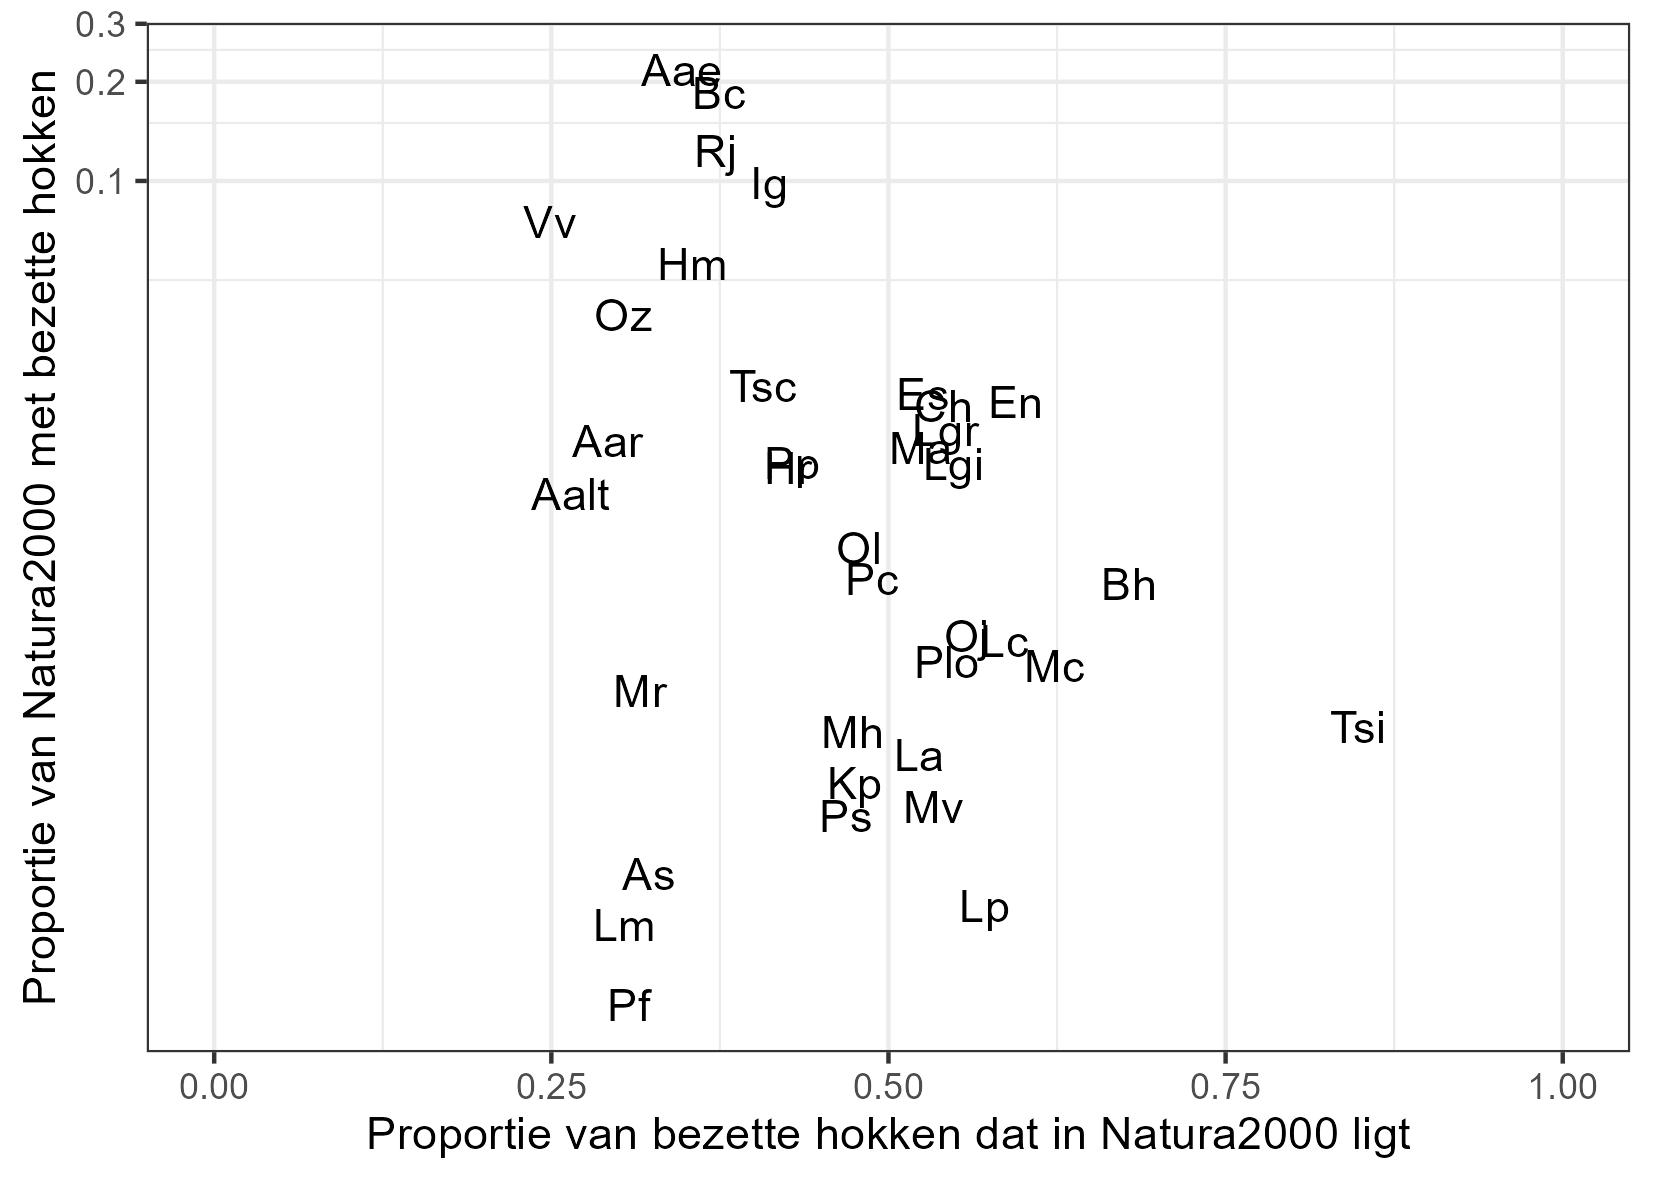 0.3
0.2
0.1
Proportie van Natura2000 met bezette hokken
Aae
Bc
Rj
Ig
Vv
Hm
Oz
Tsc
Es
Ch
En
Lgr
Aar
Ma
Pp
Hr
Lgi
Aalt
Ol
Pc
Bh
Oj
Lc
Plo
Mc
Mr
Tsi
Mh
La
Kp
Mv
Ps
As
Lp
Lm
Pf
0.00 0.25 0.50 0.75 1.00
Proportie van bezette hokken dat in Natura2000 ligt